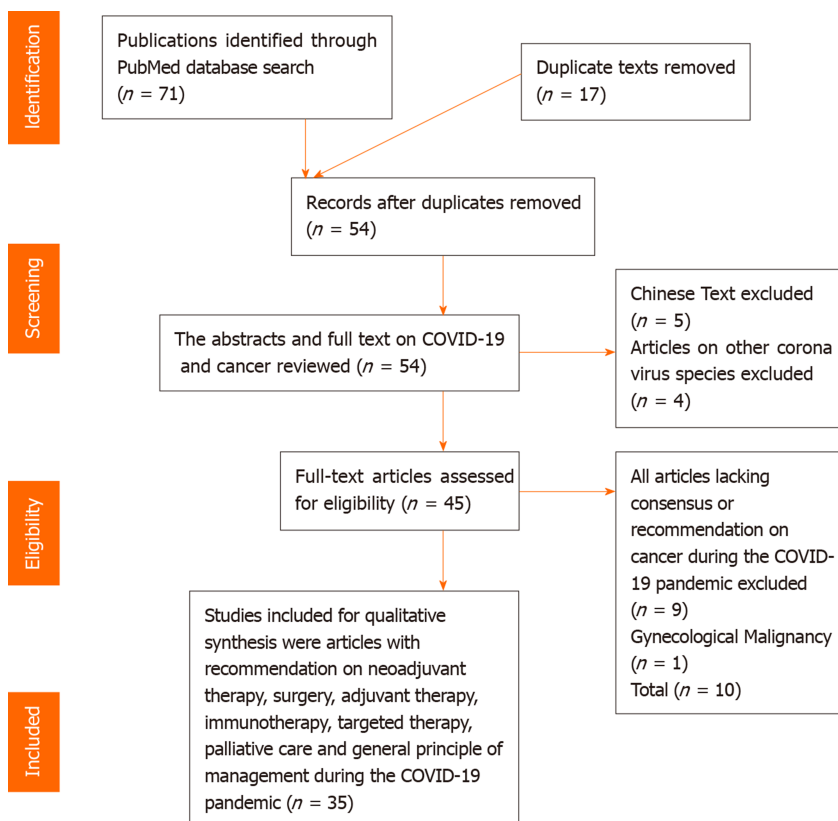 Identification
Publications identified through
PubMed database search
(n = 71)
Duplicate texts removed
(n = 17)
Records after duplicates removed
(n = 54)
Screening
The abstracts and full text on COVID-19
and cancer reviewed (n = 54)
Chinese Text excluded
(n = 5)
Articles on other corona
virus species excluded
(n = 4)
Eligibility
Full-text articles assessed
for eligibility (n = 45)
All articles lacking
consensus or
recommendation on
cancer during the COVID-
19 pandemic excluded
(n = 9)
Gynecological Malignancy
(n = 1)
Total (n = 10)
Included
Studies included for qualitative
synthesis were articles with
recommendation on neoadjuvant
therapy, surgery, adjuvant therapy,
immunotherapy, targeted therapy,
palliative care and general principle of
management during the COVID-19
pandemic (n = 35)